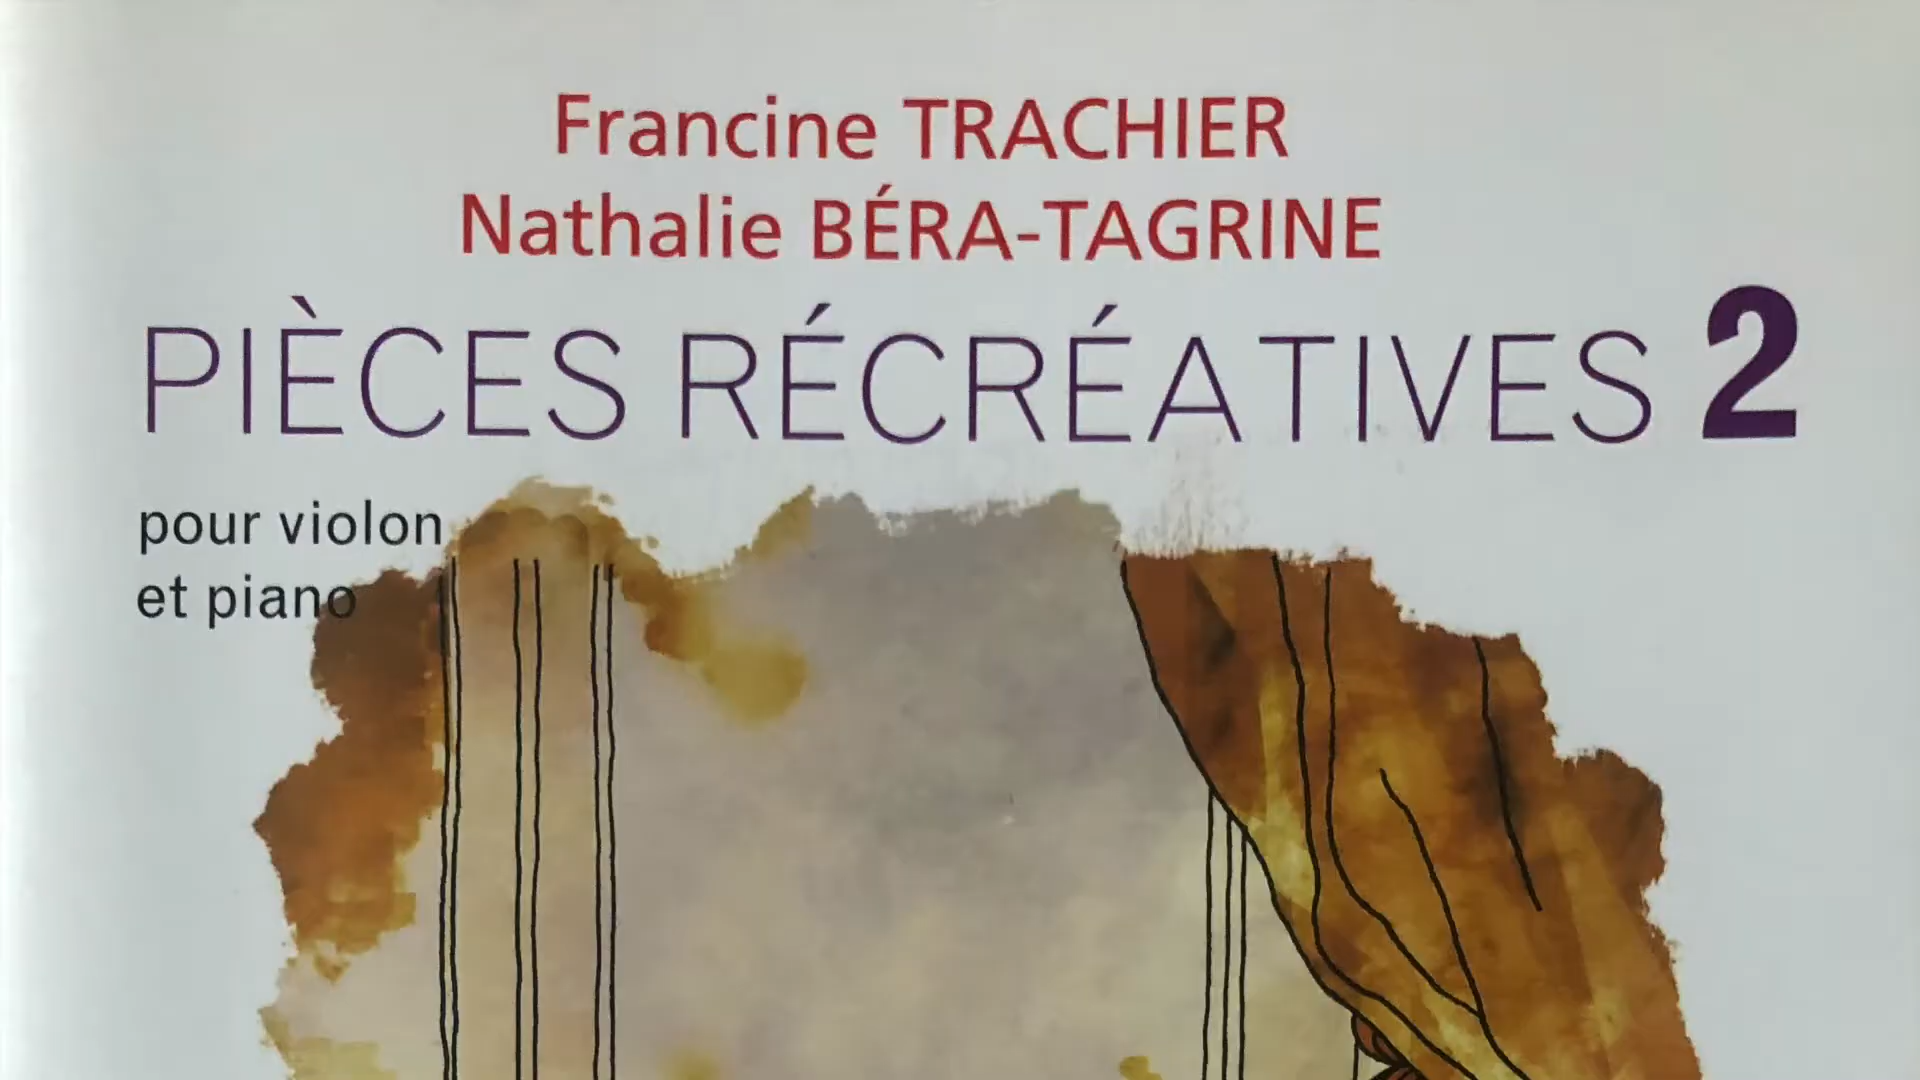 Francine TRACHIER
Nathalie BÉRA-TAGRINE
PIÈCES RÉCRÉATIVES 2
pour violon
et piano